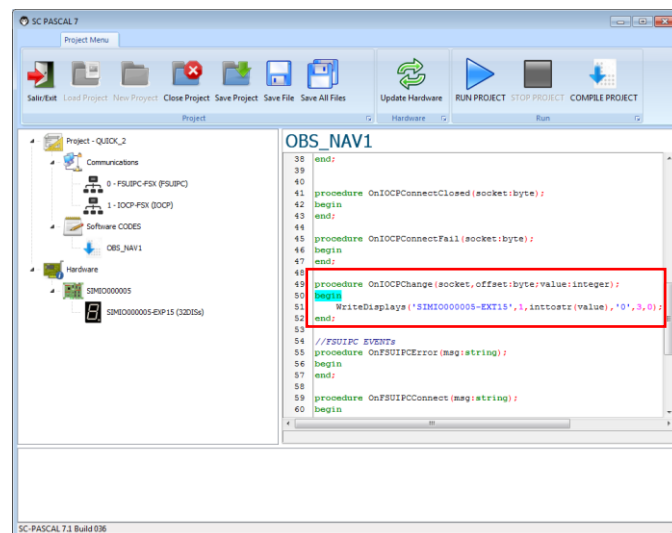 SC PASCAL 7
Project Menu
Salir/Exit Load Project New Proyect Close Project Save Project Save File Save All Files Update Hardware RUN PROJECT STOP PROJECT COMPILE PROJECT
Project Hardware Run
Project - QUICK_2
Communications
0 - FSUIPC-FSX (FSUIPC)
1 - IOCP-FSX (IOCP)
Software CODES
OBS_NAV1
Hardware
SIMIO000005
SIMIO000005-EXP15 (32DISs)
OBS_NAV1
38 end;
39
40
41 procedure OnIOCPConnectClosed(socket:byte);
42 begin
43 end;
44
45 procedure OnIOCPConnectFail(socket:byte);
46 begin
47 end;
48
49 procedure OnIOCPChange(socket,offset:byte;value:integer);
50 begin
51 WriteDisplays('SIMIO000005-EXT15',1,inttostr(value),'0',3,0);
52 end;
53
54 //FSUIPC EVENTs
55 procedure OnFSUIPCError(msg:string);
56 begin
57 end;
58
59 procedure OnFSUIPCConnect(msg:string);
60 begin
SC-PASCAL 7.1 Build 036